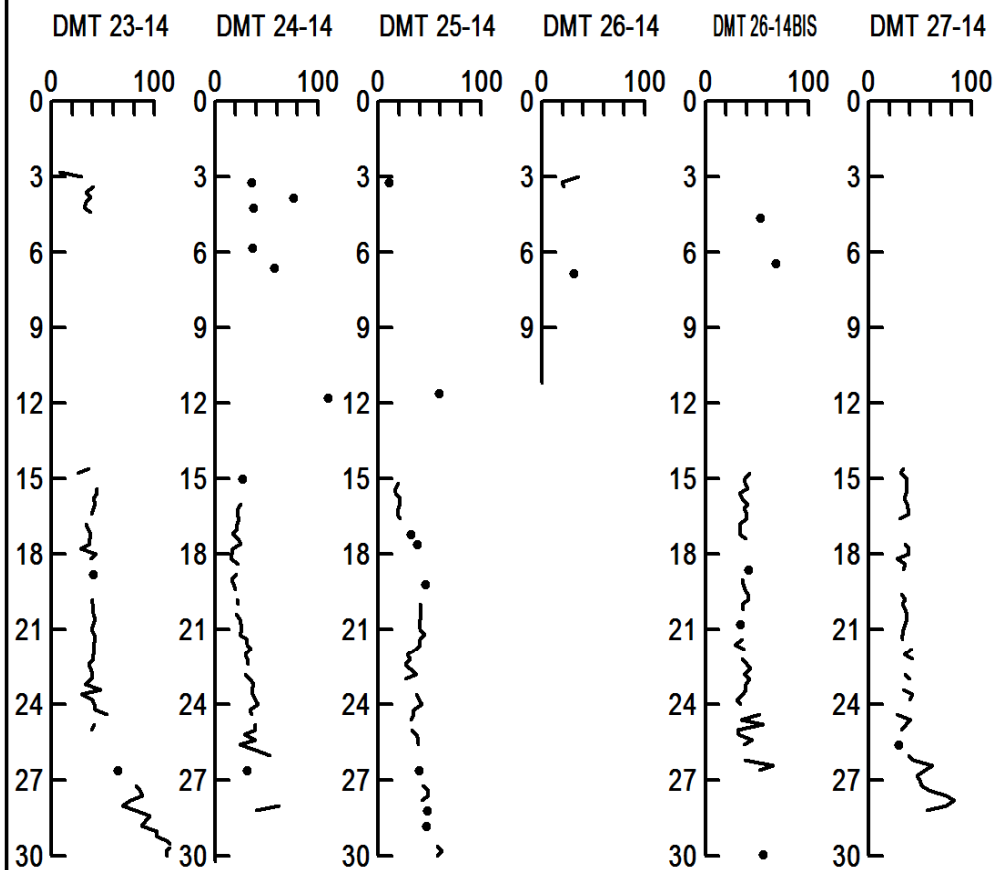 DMT 23-14 DMT 24-14 DMT 25-14 DMT 26-14 DMT 26-14BIS DMT 27-14
0 100 0 100 0 100 0 100 0 100 0 100
0 0 0 0 0 0
3 3 3 3 3 3
6 6 6 6 6 6
9 9 9 9 9 9
12 12 12 12 12
15 15 15 15 15
18 18 18 18 18
21 21 21 21 21
24 24 24 24 24
27 27 27 27 27
30 30 30 30 30